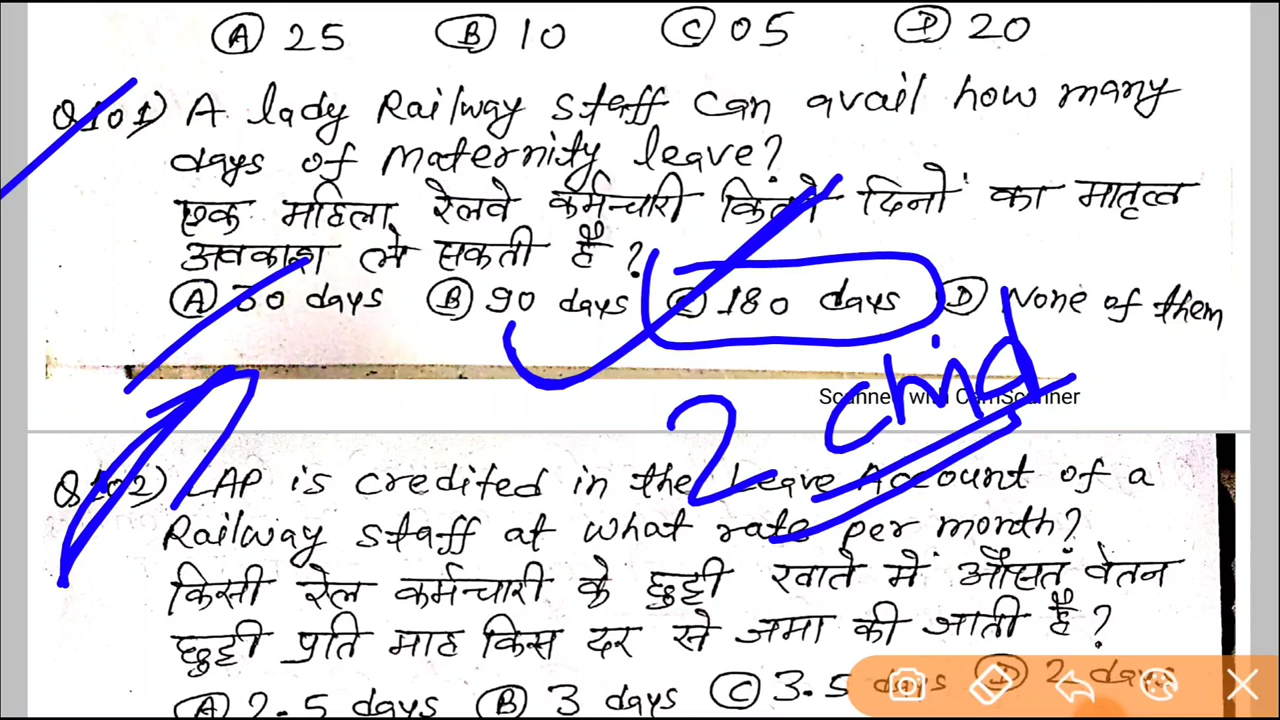 Ⓐ 25 Ⓑ 10 Ⓒ 05 Ⓓ 20
Q.101) A lady Railway staff can avail how many
days of maternity leave?
एक महिला रेलवे कर्मचारी कितने दिनों का मातृत्व
अवकाश ले सकती है?
Ⓐ 30 days Ⓑ 90 days Ⓒ 180 days Ⓓ None of them
2 child
Scanned with CamScanner
Q.102) LAP is credited in the Leave Account of a
Railway staff at what rate per month?
किसी रेल कर्मचारी के छुट्टी खाते में औसत वेतन
छुट्टी प्रति माह किस दर से जमा की जाती है?
Ⓐ 2.5 days Ⓑ 3 days Ⓒ 3.5 days Ⓓ 2 days